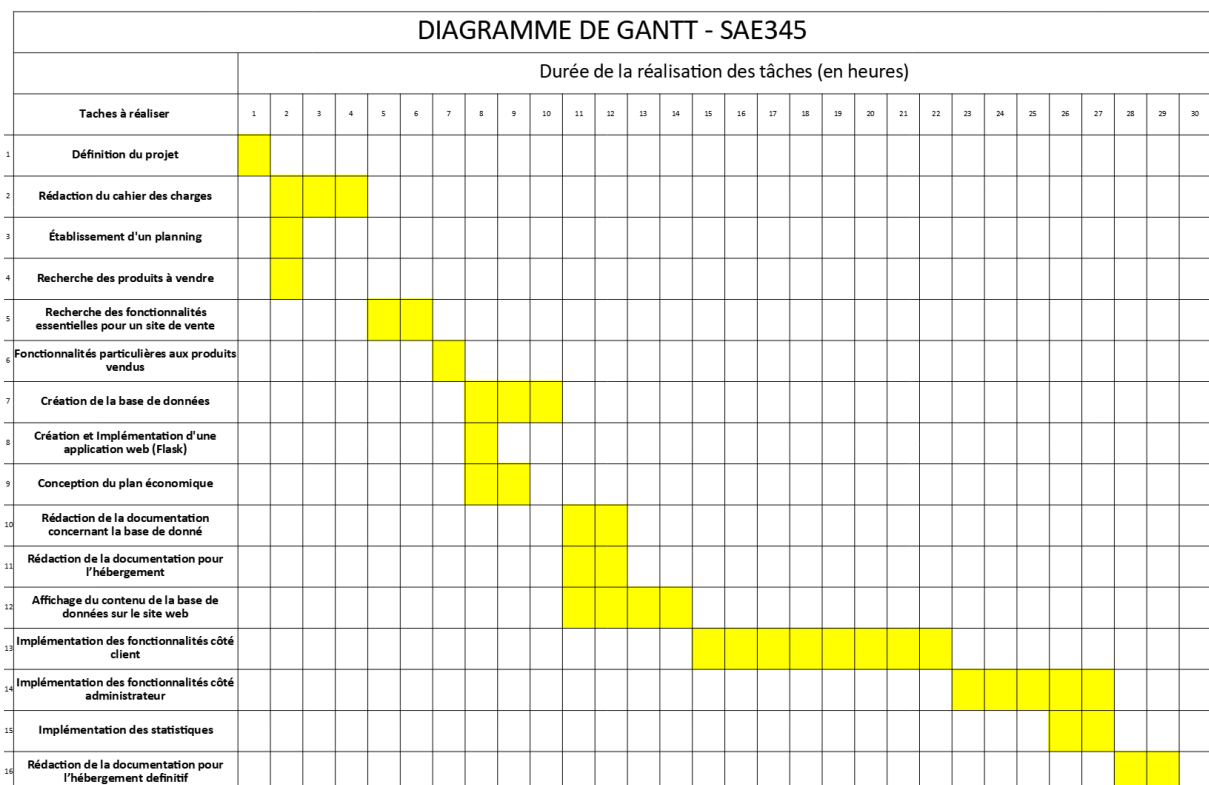 DIAGRAMME DE GANTT - SAE345
Durée de la réalisation des tâches (en heures)
Taches à réaliser 1 2 3 4 5 6 7 8 9 10 11 12 13 14 15 16 17 18 19 20 21 22 23 24 25 26 27 28 29 30
1 Définition du projet
2 Rédaction du cahier des charges
3 Établissement d'un planning
4 Recherche des produits à vendre
5 Recherche des fonctionnalités
essentielles pour un site de vente
6 Fonctionnalités particulières aux produits
vendus
7 Création de la base de données
8 Création et Implémentation d'une
application web (Flask)
9 Conception du plan économique
10 Rédaction de la documentation
concernant la base de donné
11 Rédaction de la documentation pour
l’hébergement
12 Affichage du contenu de la base de
données sur le site web
13 Implémentation des fonctionnalités côté
client
14 Implémentation des fonctionnalités côté
administrateur
15 Implémentation des statistiques
16 Rédaction de la documentation pour
l’hébergement definitif